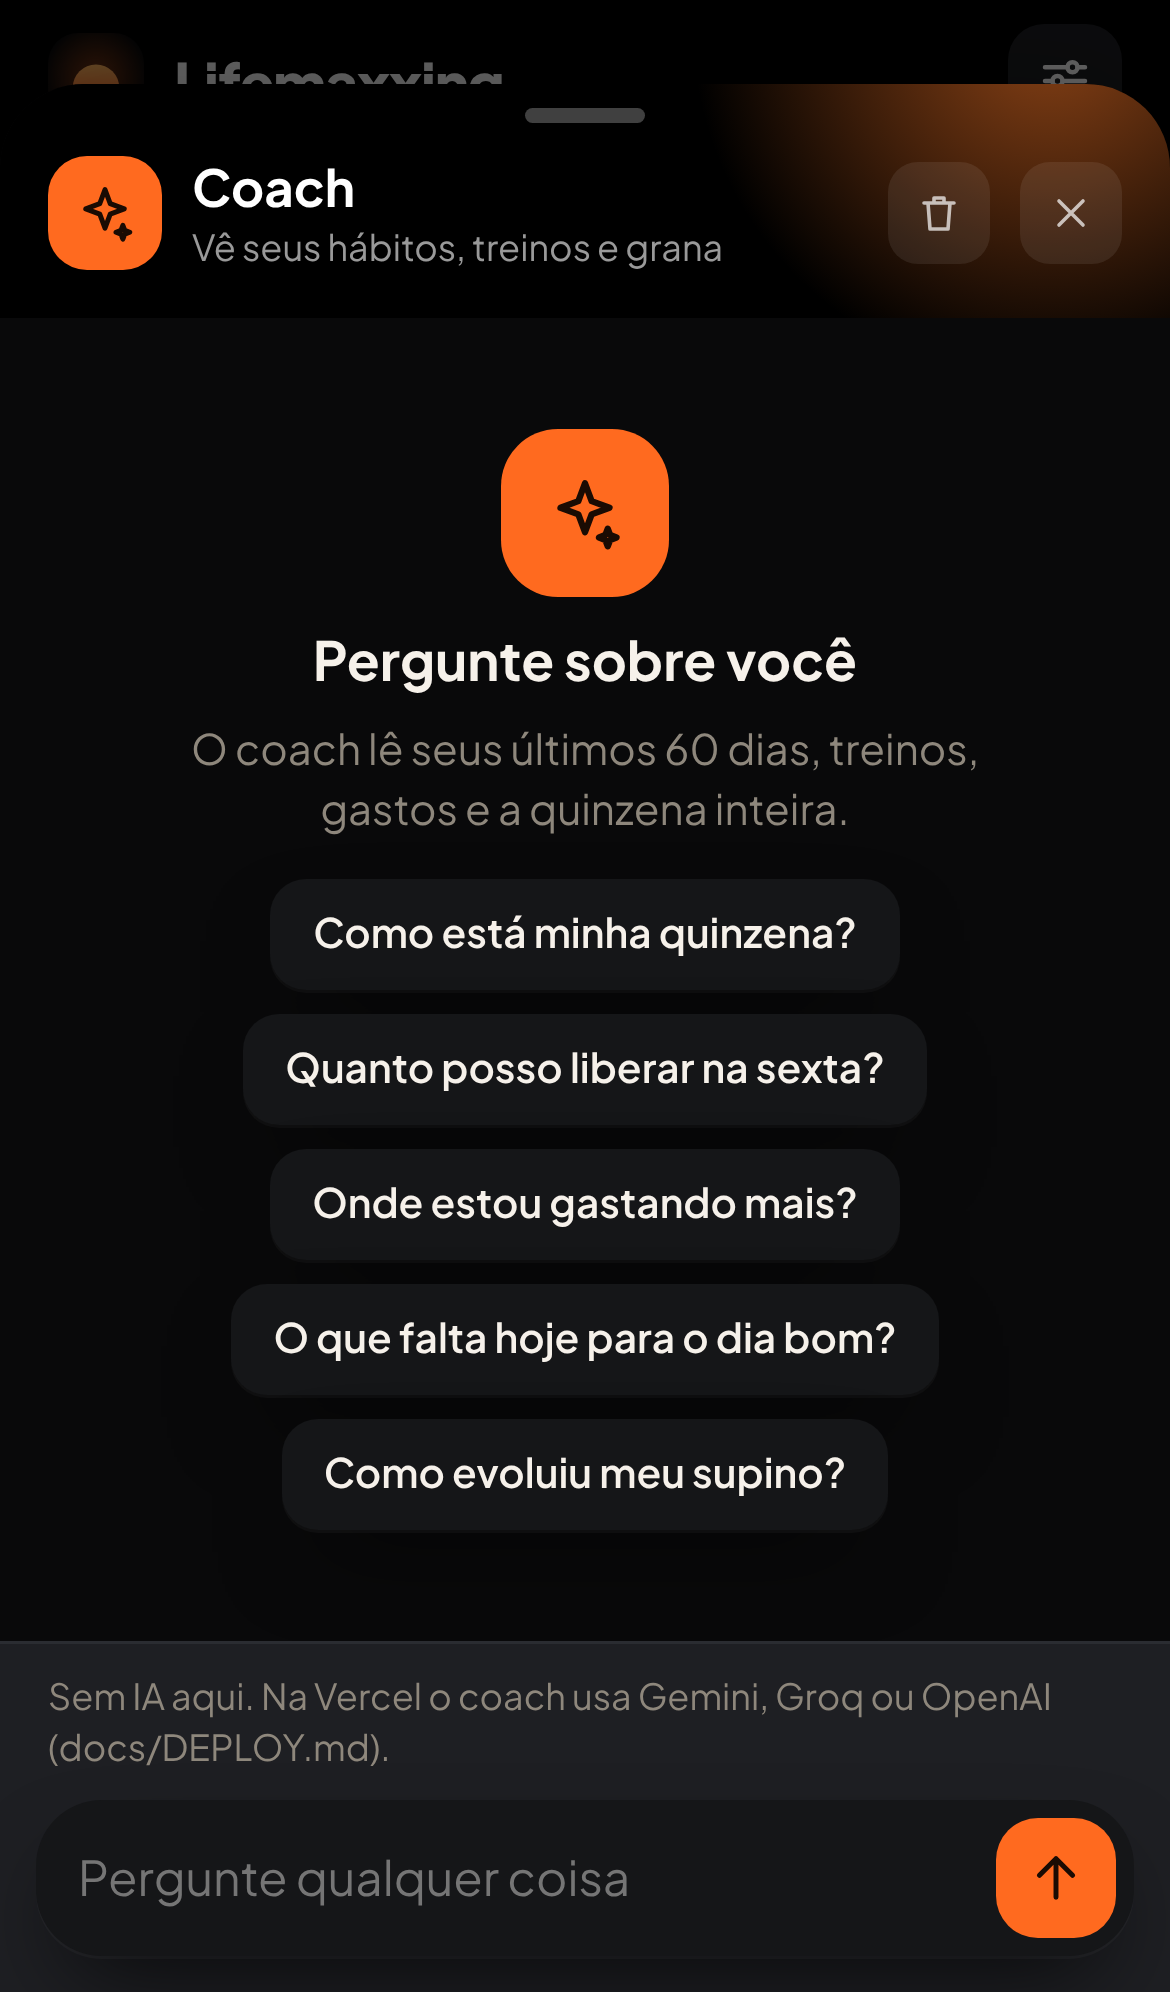 Lifemaxxing
Coach
Vê seus hábitos, treinos e grana
Pergunte sobre você
O coach lê seus últimos 60 dias, treinos,
gastos e a quinzena inteira.
Como está minha quinzena?
Quanto posso liberar na sexta?
Onde estou gastando mais?
O que falta hoje para o dia bom?
Como evoluiu meu supino?
Sem IA aqui. Na Vercel o coach usa Gemini, Groq ou OpenAI
(docs/DEPLOY.md).
Pergunte qualquer coisa